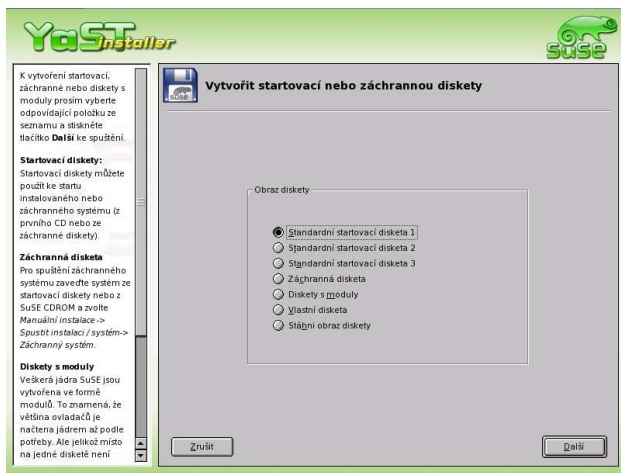 YaST
installer
SuSE
K vytvoření startovací,
záchranné nebo diskety s
moduly prosím vyberte
odpovídající položku ze
seznamu a stiskněte
tlačítko Další ke spuštění.
Startovací diskety:
Startovací diskety můžete
použít ke startu
instalovaného nebo
záchranného systému (z
prvního CD nebo ze
záchranné diskety).
Záchranná disketa
Pro spuštění záchranného
systému zaveďte systém ze
startovací diskety nebo z
SuSE CDROM a zvolte
Manuální instalace ->
Spustit instalaci / systém->
Záchranný systém.
Diskety s moduly
Veškerá jádra SuSE jsou
vytvořena ve formě
modulů. To znamená, že
většina ovladačů je
načtena jádrem až podle
potřeby. Ale jelikož místo
na jedné disketě není
SuSE
Vytvořit startovací nebo záchrannou diskety
Obraz diskety
Standardní startovací disketa 1
Standardní startovací disketa 2
Standardní startovací disketa 3
Záchranná disketa
Diskety s moduly
Vlastní disketa
Stáhni obraz diskety
Zrušit
Další